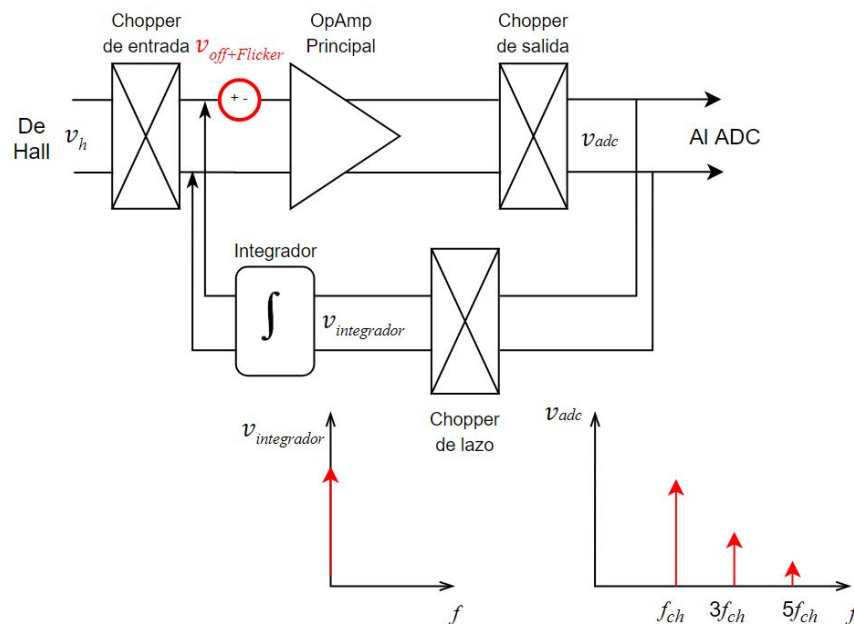 Chopper
de entrada
v_off+Flicker
OpAmp
Principal
Chopper
de salida
+ -
De
Hall
v_h
v_adc
Al ADC
Integrador
∫
v_integrador
Chopper
de lazo
v_integrador
f
v_adc
f_ch
3f_ch
5f_ch
f